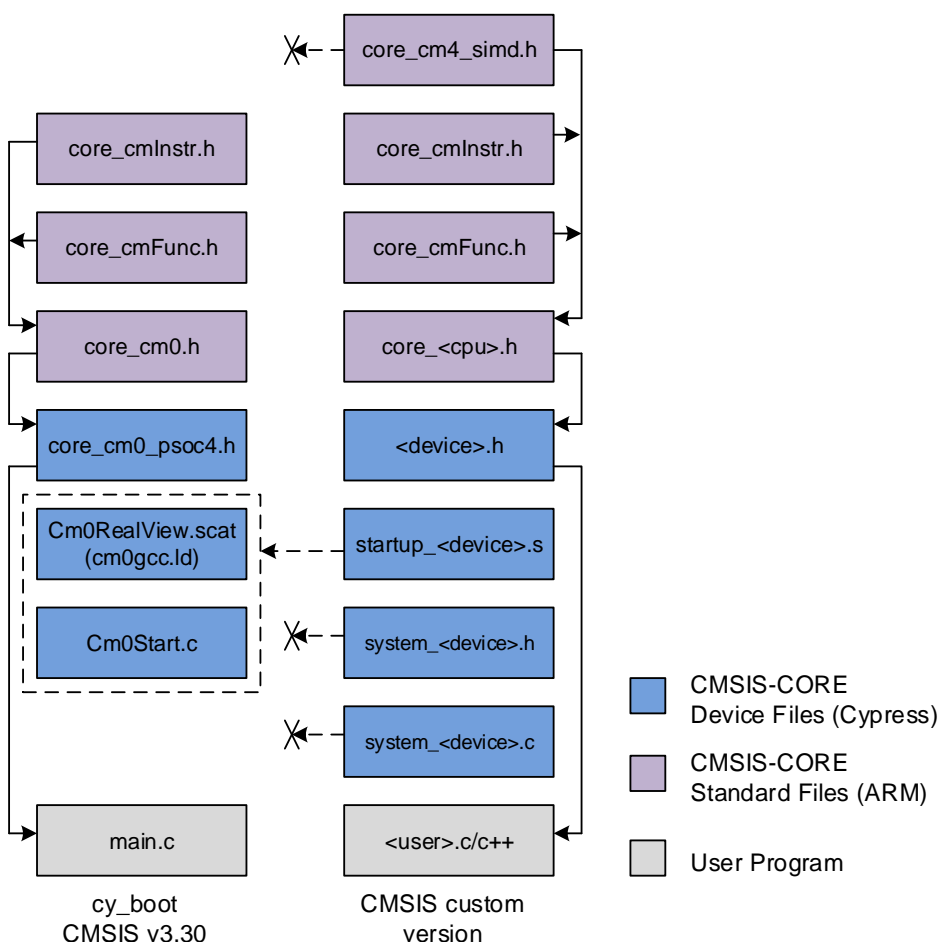 core_cm4_simd.h
core_cmInstr.h
core_cmInstr.h
core_cmFunc.h
core_cmFunc.h
core_cm0.h
core_<cpu>.h
core_cm0_psoc4.h
<device>.h
Cm0RealView.scat
(cm0gcc.ld)
startup_<device>.s
Cm0Start.c
system_<device>.h
system_<device>.c
main.c
<user>.c/c++
cy_boot
CMSIS v3.30
CMSIS custom
version
CMSIS-CORE
Device Files (Cypress)
CMSIS-CORE
Standard Files (ARM)
User Program